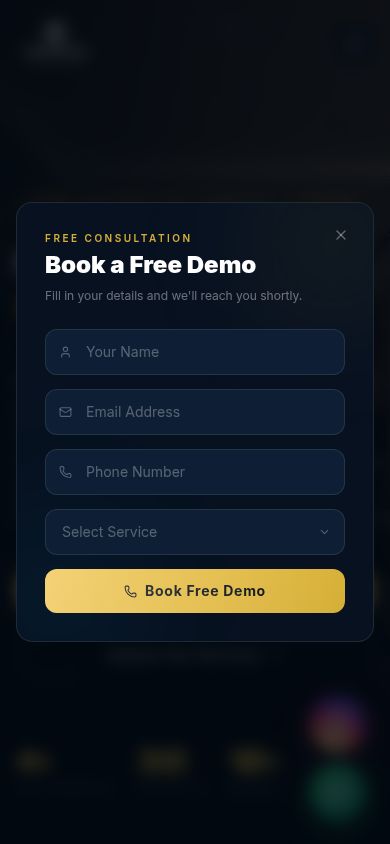 FREE CONSULTATION
Book a Free Demo
Fill in your details and we'll reach you shortly.
Your Name
Email Address
Phone Number
Select Service
Book Free Demo